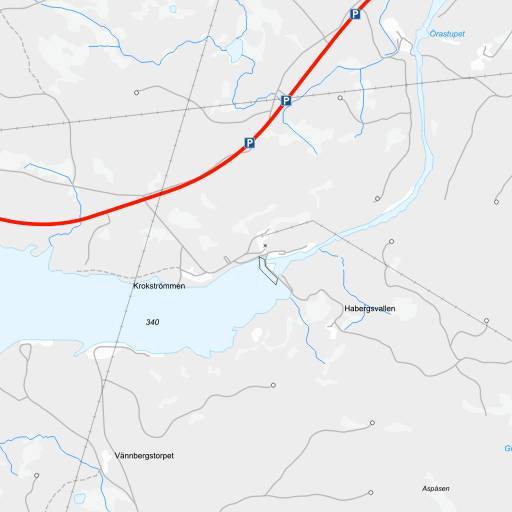 P
Örastupet
P
P
Krokströmmen
Habergsvallen
340
Vännbergstorpet
Aspåsen